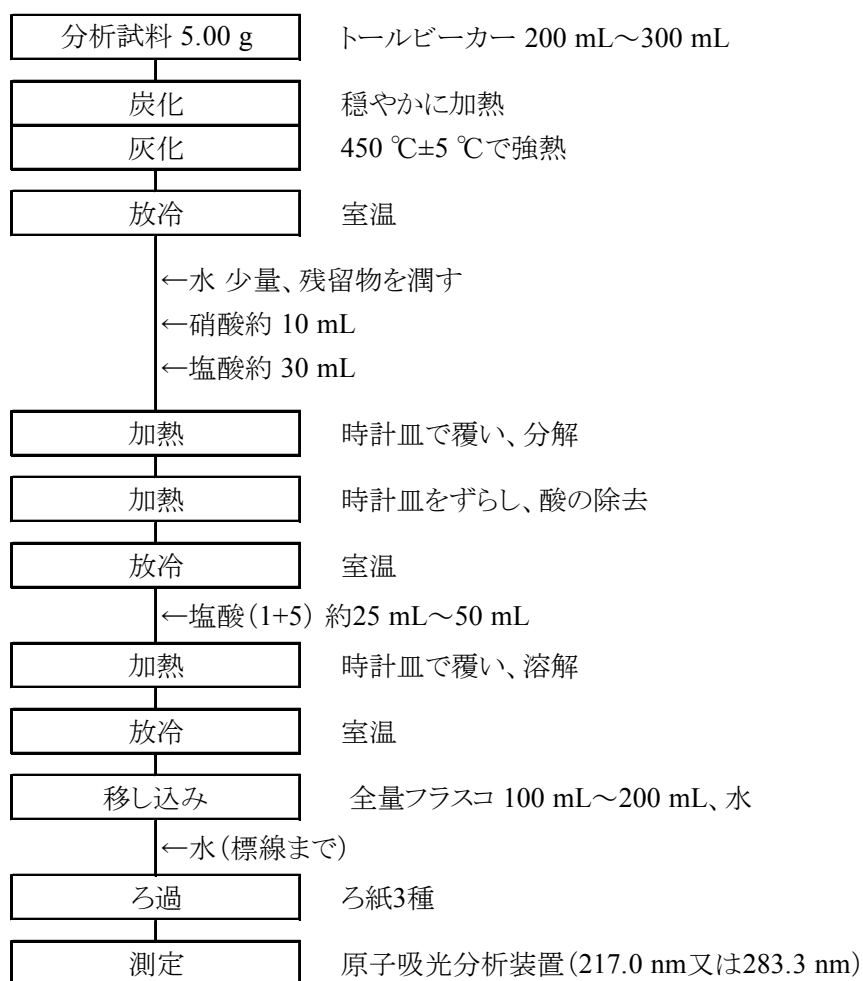 分析試料 5.00 g トールビーカー 200 mL～300 mL
炭化 穏やかに加熱
灰化 450 ℃±5 ℃で強熱
放冷 室温
←水 少量、残留物を潤す
←硝酸約 10 mL
←塩酸約 30 mL
加熱 時計皿で覆い、分解
加熱 時計皿をずらし、酸の除去
放冷 室温
←塩酸（1+5） 約25 mL～50 mL
加熱 時計皿で覆い、溶解
放冷 室温
移し込み 全量フラスコ 100 mL～200 mL、水
←水（標線まで）
ろ過 ろ紙3種
測定 原子吸光分析装置（217.0 nm又は283.3 nm）